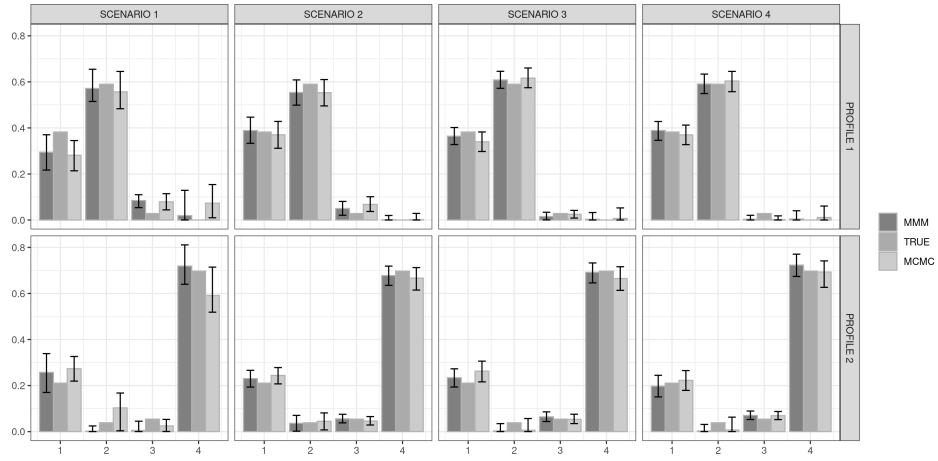 SCENARIO 1 SCENARIO 2 SCENARIO 3 SCENARIO 4
0.8
0.6
0.4
0.2
0.0
PROFILE 1
0.8
0.6
0.4
0.2
0.0
PROFILE 2
1 2 3 4 1 2 3 4 1 2 3 4 1 2 3 4
MMM
TRUE
MCMC